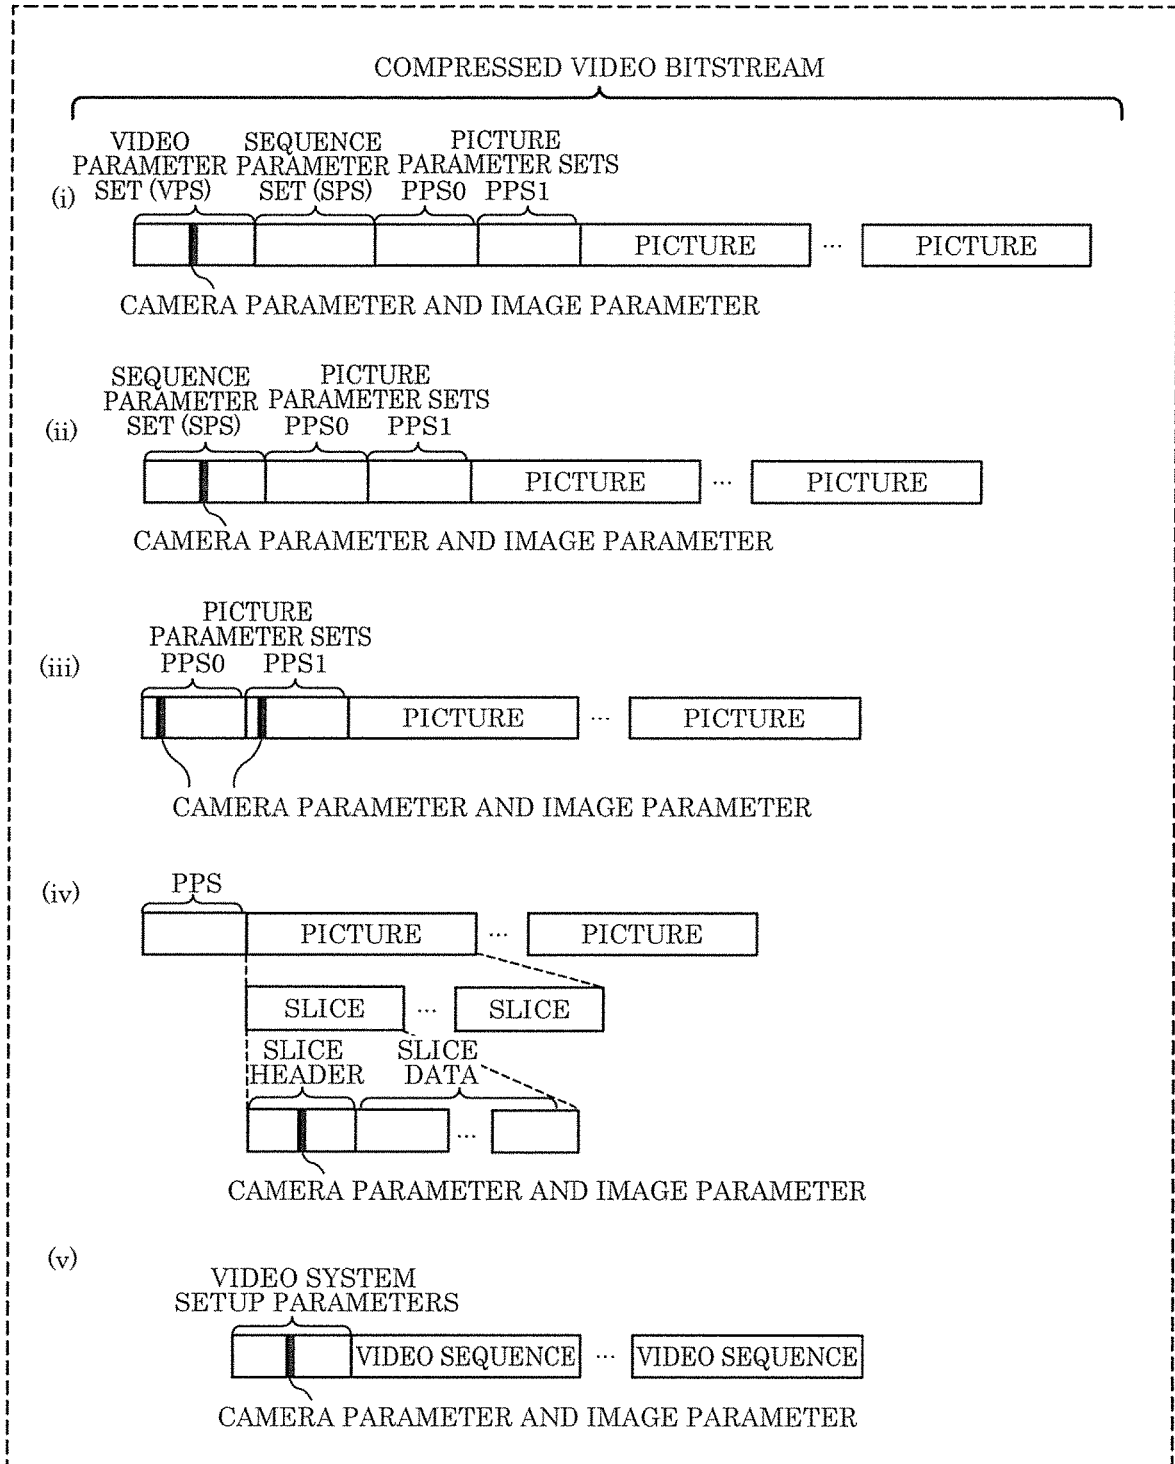 COMPRESSED VIDEO BITSTREAM
VIDEO PARAMETER SET (VPS)
SEQUENCE PARAMETER SET (SPS)
PICTURE PARAMETER SETS
PPS0 PPS1
(i)
PICTURE ... PICTURE
CAMERA PARAMETER AND IMAGE PARAMETER
SEQUENCE PARAMETER SET (SPS)
PICTURE PARAMETER SETS
PPS0 PPS1
(ii)
PICTURE ... PICTURE
CAMERA PARAMETER AND IMAGE PARAMETER
PICTURE
PARAMETER SETS
(iii) PPS0 PPS1
PICTURE ... PICTURE
CAMERA PARAMETER AND IMAGE PARAMETER
(iv) PPS
PICTURE ... PICTURE
SLICE ... SLICE
SLICE HEADER
SLICE DATA
...
CAMERA PARAMETER AND IMAGE PARAMETER
(v)
VIDEO SYSTEM
SETUP PARAMETERS
VIDEO SEQUENCE ... VIDEO SEQUENCE
CAMERA PARAMETER AND IMAGE PARAMETER